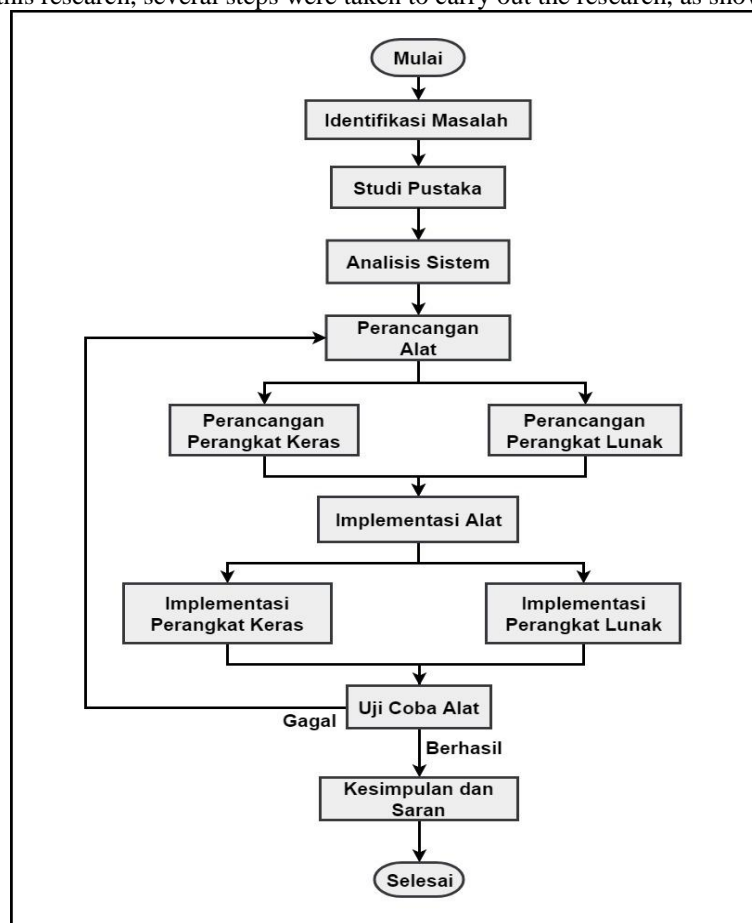 this research, several steps were taken to carry out the research, as show
Mulai
Identifikasi Masalah
Studi Pustaka
Analisis Sistem
Perancangan
Alat
Perancangan
Perangkat Keras
Perancangan
Perangkat Lunak
Implementasi Alat
Implementasi
Perangkat Keras
Implementasi
Perangkat Lunak
Uji Coba Alat
Gagal
Berhasil
Kesimpulan dan
Saran
Selesai